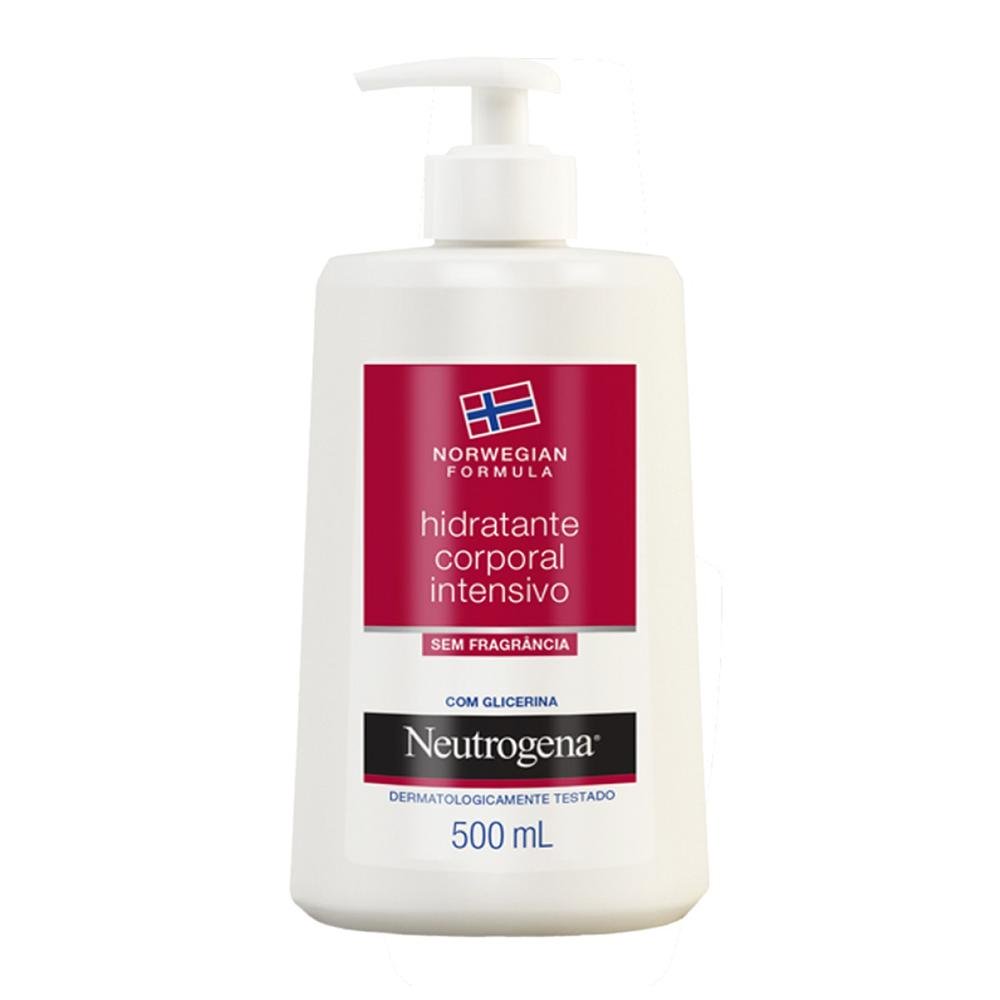 NORWEGIAN
FORMULA
hidratante
corporal
intensivo
SEM FRAGRÂNCIA
COM GLICERINA
Neutrogena®
DERMATOLOGICAMENTE TESTADO
500 mL